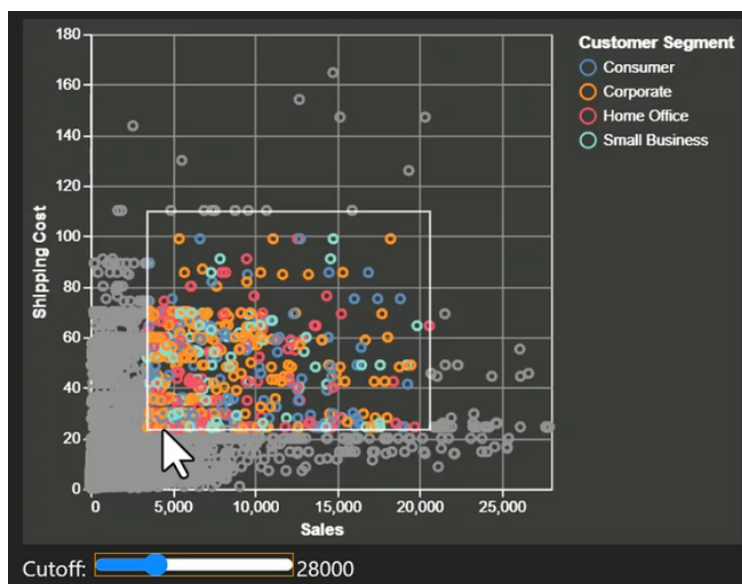 180
160
140
120
100
80
60
40
20
0
Shipping Cost
0 5,000 10,000 15,000 20,000 25,000
Sales
Customer Segment
Consumer
Corporate
Home Office
Small Business
Cutoff: 28000